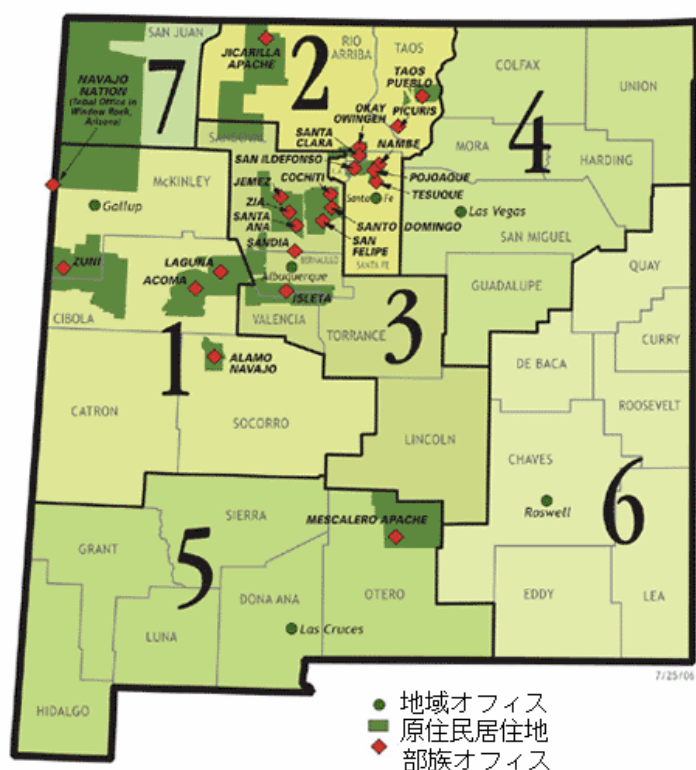 SAN JUAN
7
NAVAJO
NATION
(Tribal Office in
Window Rock,
Arizona)
JICARILLA
APACHE
2
RIO
ARRIBA
TAOS
TAOS
PUEBLO
PICURIS
OKAY
OWINGEH
SANTA
CLARA
NAMBE
SAN ILDEFONSO
POJOAQUE
TESUQUE
SANDOVAL
COLFAX
UNION
4
MORA
HARDING
McKINLEY
Gallup
JEMEZ
COCHITI
ZIA
SANTA
ANA
Santa Fe
SANTO DOMINGO
SAN
FELIPE
SANDIA
BERNALILLO
SANTA FE
Albuquerque
Las Vegas
SAN MIGUEL
ZUNI
LAGUNA
ACOMA
ISLETA
CIBOLA
VALENCIA
TORRANCE
3
GUADALUPE
QUAY
CURRY
1
ALAMO
NAVAJO
DE BACA
ROOSEVELT
CATRON
SOCORRO
LINCOLN
CHAVES
6
Roswell
SIERRA
MESCALERO APACHE
GRANT
5
DONA ANA
OTERO
EDDY
LEA
LUNA
Las Cruces
HIDALGO
7/25/06
地域オフィス
原住民居住地
部族オフィス